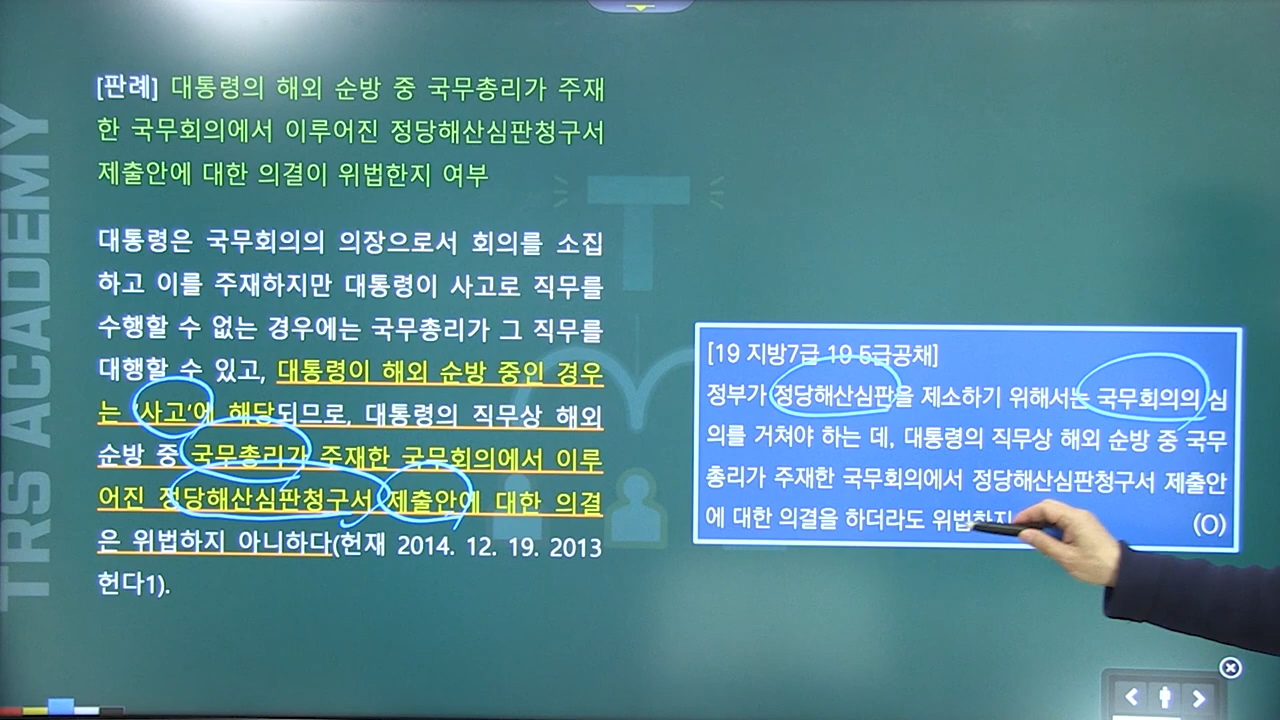 [판례] 대통령의 해외 순방 중 국무총리가 주재
한 국무회의에서 이루어진 정당해산심판청구서
제출안에 대한 의결이 위법한지 여부
대통령은 국무회의의 의장으로서 회의를 소집
하고 이를 주재하지만 대통령이 사고로 직무를
수행할 수 없는 경우에는 국무총리가 그 직무를
대행할 수 있고, 대통령이 해외 순방 중인 경우
는 ‘사고’에 해당되므로, 대통령의 직무상 해외
순방 중 국무총리가 주재한 국무회의에서 이루
어진 정당해산심판청구서 제출안에 대한 의결
은 위법하지 아니하다(헌재 2014. 12. 19. 2013
헌다1).
[19 지방7급 19 5급공채]
정부가 정당해산심판을 제소하기 위해서는 국무회의의 심
의를 거쳐야 하는 데, 대통령의 직무상 해외 순방 중 국무
총리가 주재한 국무회의에서 정당해산심판청구서 제출안
에 대한 의결을 하더라도 위법하지
(O)
TRS ACADEMY